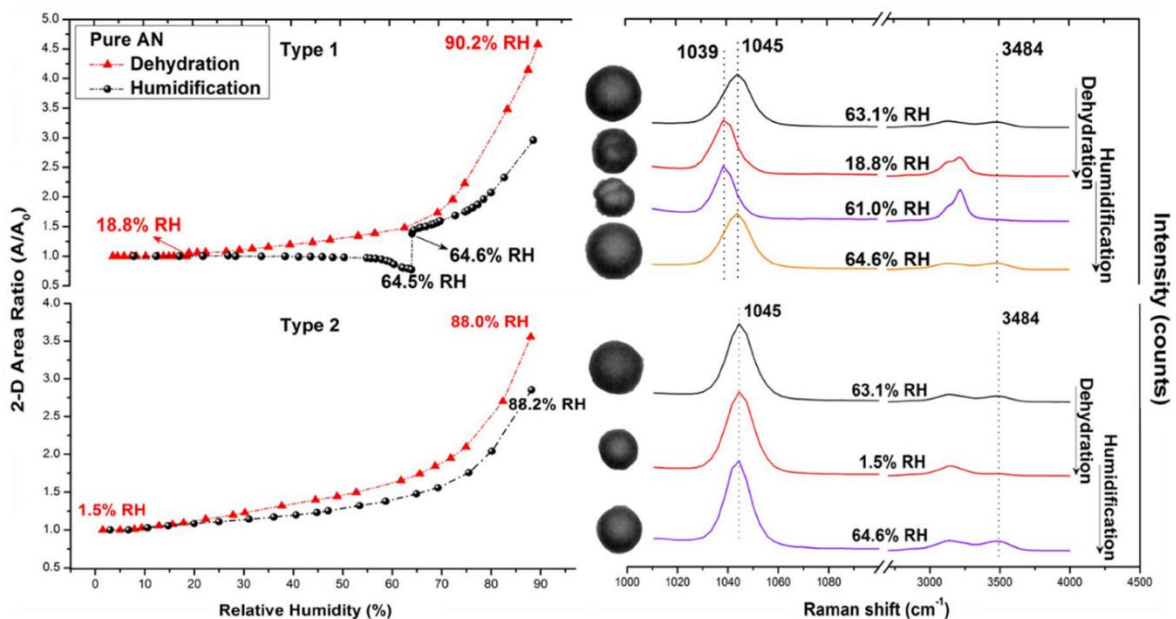 2-D Area Ratio (A/A₀)
5.0
4.5
4.0
3.5
3.0
2.5
2.0
1.5
1.0
0.5
Pure AN
Dehydration
Humidification
Type 1
90.2% RH
18.8% RH
64.6% RH
64.5% RH
4.0
3.5
3.0
2.5
2.0
1.5
1.0
0.5
Type 2
88.0% RH
88.2% RH
1.5% RH
0 10 20 30 40 50 60 70 80 90
Relative Humidity (%)
1039 1045 3484
63.1% RH
18.8% RH
61.0% RH
64.6% RH
Dehydration
Humidification
1045 3484
63.1% RH
1.5% RH
64.6% RH
Dehydration
Humidification
1000 1020 1040 1060 1080 1100 3000 3500 4000 4500
Raman shift (cm⁻¹)
Intensity (counts)